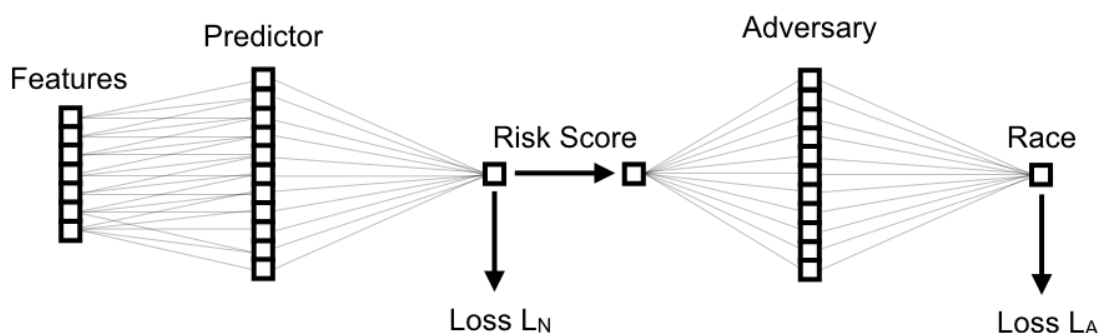 Features
Predictor
Risk Score
Adversary
Race
Loss LN
Loss LA